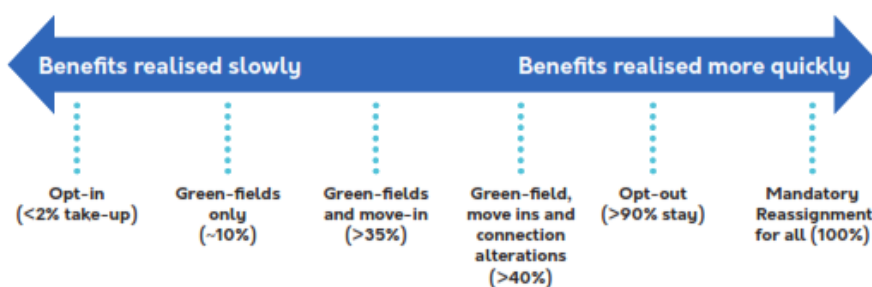 Benefits realised slowly
Benefits realised more quickly
Opt-in
(<2% take-up)
Green-fields
only
(~10%)
Green-fields
and move-in
(>35%)
Green-field,
move ins and
connection
alterations
(>40%)
Opt-out
(>90% stay)
Mandatory
Reassignment
for all (100%)